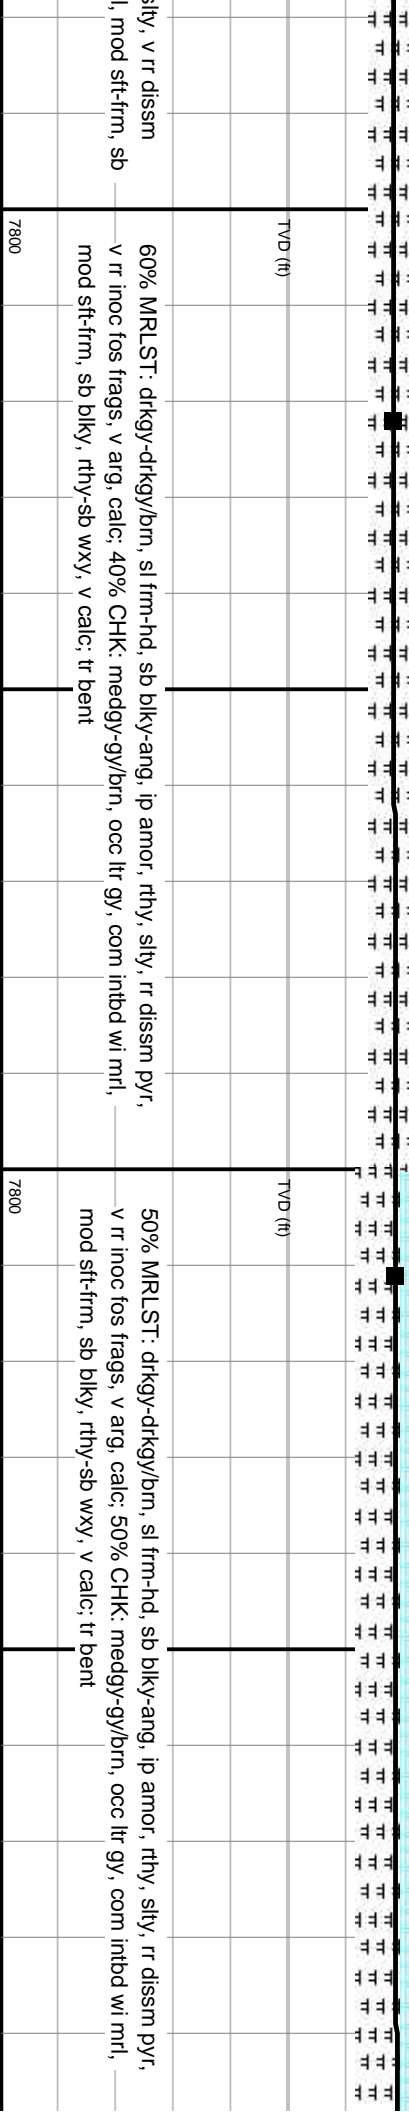 slty, v rr dissm
l, mod sft-frm, sb
7800
TVD (ft)
60% MRLST: drkgy-drkgy/brn, sl frm-hd, sb blky-ang, ip amor, rthy, slty, rr dissm pyr,
v rr inoc fos frags, v arg, calc; 40% CHK: medgy-gy/brn, occ ltr gy, com intbd wi mrl,
mod sft-frm, sb blky, rthy-sb wxy, v calc; tr bent
7800
TVD (ft)
50% MRLST: drkgy-drkgy/brn, sl frm-hd, sb blky-ang, ip amor, rthy, slty, rr dissm pyr,
v rr inoc fos frags, v arg, calc; 50% CHK: medgy-gy/brn, occ ltr gy, com intbd wi mrl,
mod sft-frm, sb blky, rthy-sb wxy, v calc; tr bent